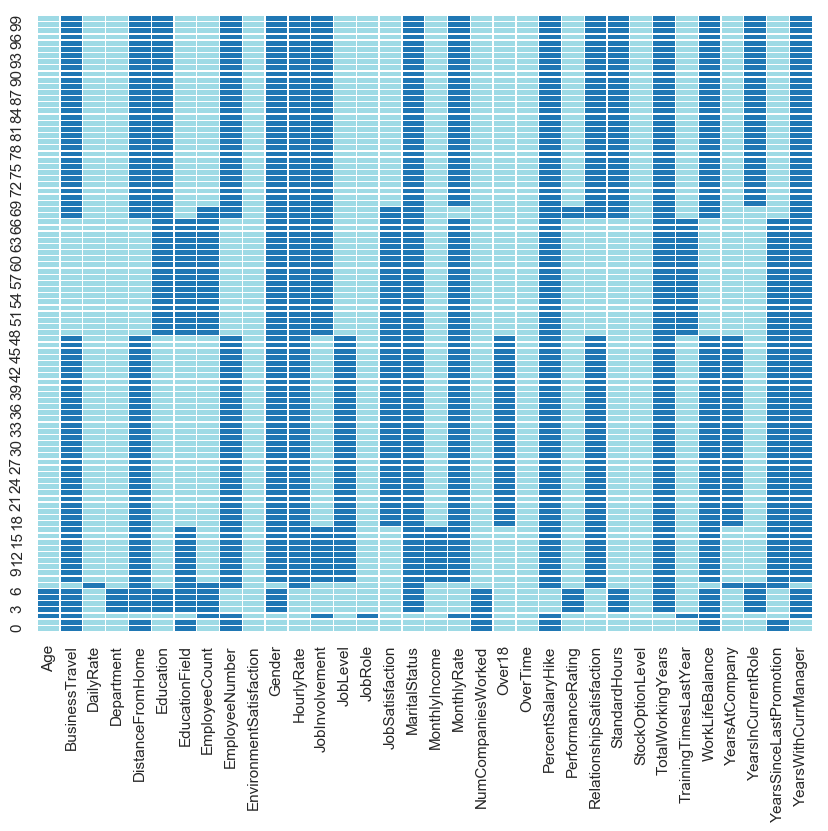 99
96
93
90
87
84
81
78
75
72
69
66
63
60
57
54
51
48
45
42
39
36
33
30
27
24
21
18
15
12
9
6
3
0
Age
BusinessTravel
DailyRate
Department
DistanceFromHome
Education
EducationField
EmployeeCount
EmployeeNumber
EnvironmentSatisfaction
Gender
HourlyRate
JobInvolvement
JobLevel
JobRole
JobSatisfaction
MaritalStatus
MonthlyIncome
MonthlyRate
NumCompaniesWorked
Over18
OverTime
PercentSalaryHike
PerformanceRating
RelationshipSatisfaction
StandardHours
StockOptionLevel
TotalWorkingYears
TrainingTimesLastYear
WorkLifeBalance
YearsAtCompany
YearsInCurrentRole
YearsSinceLastPromotion
YearsWithCurrManager